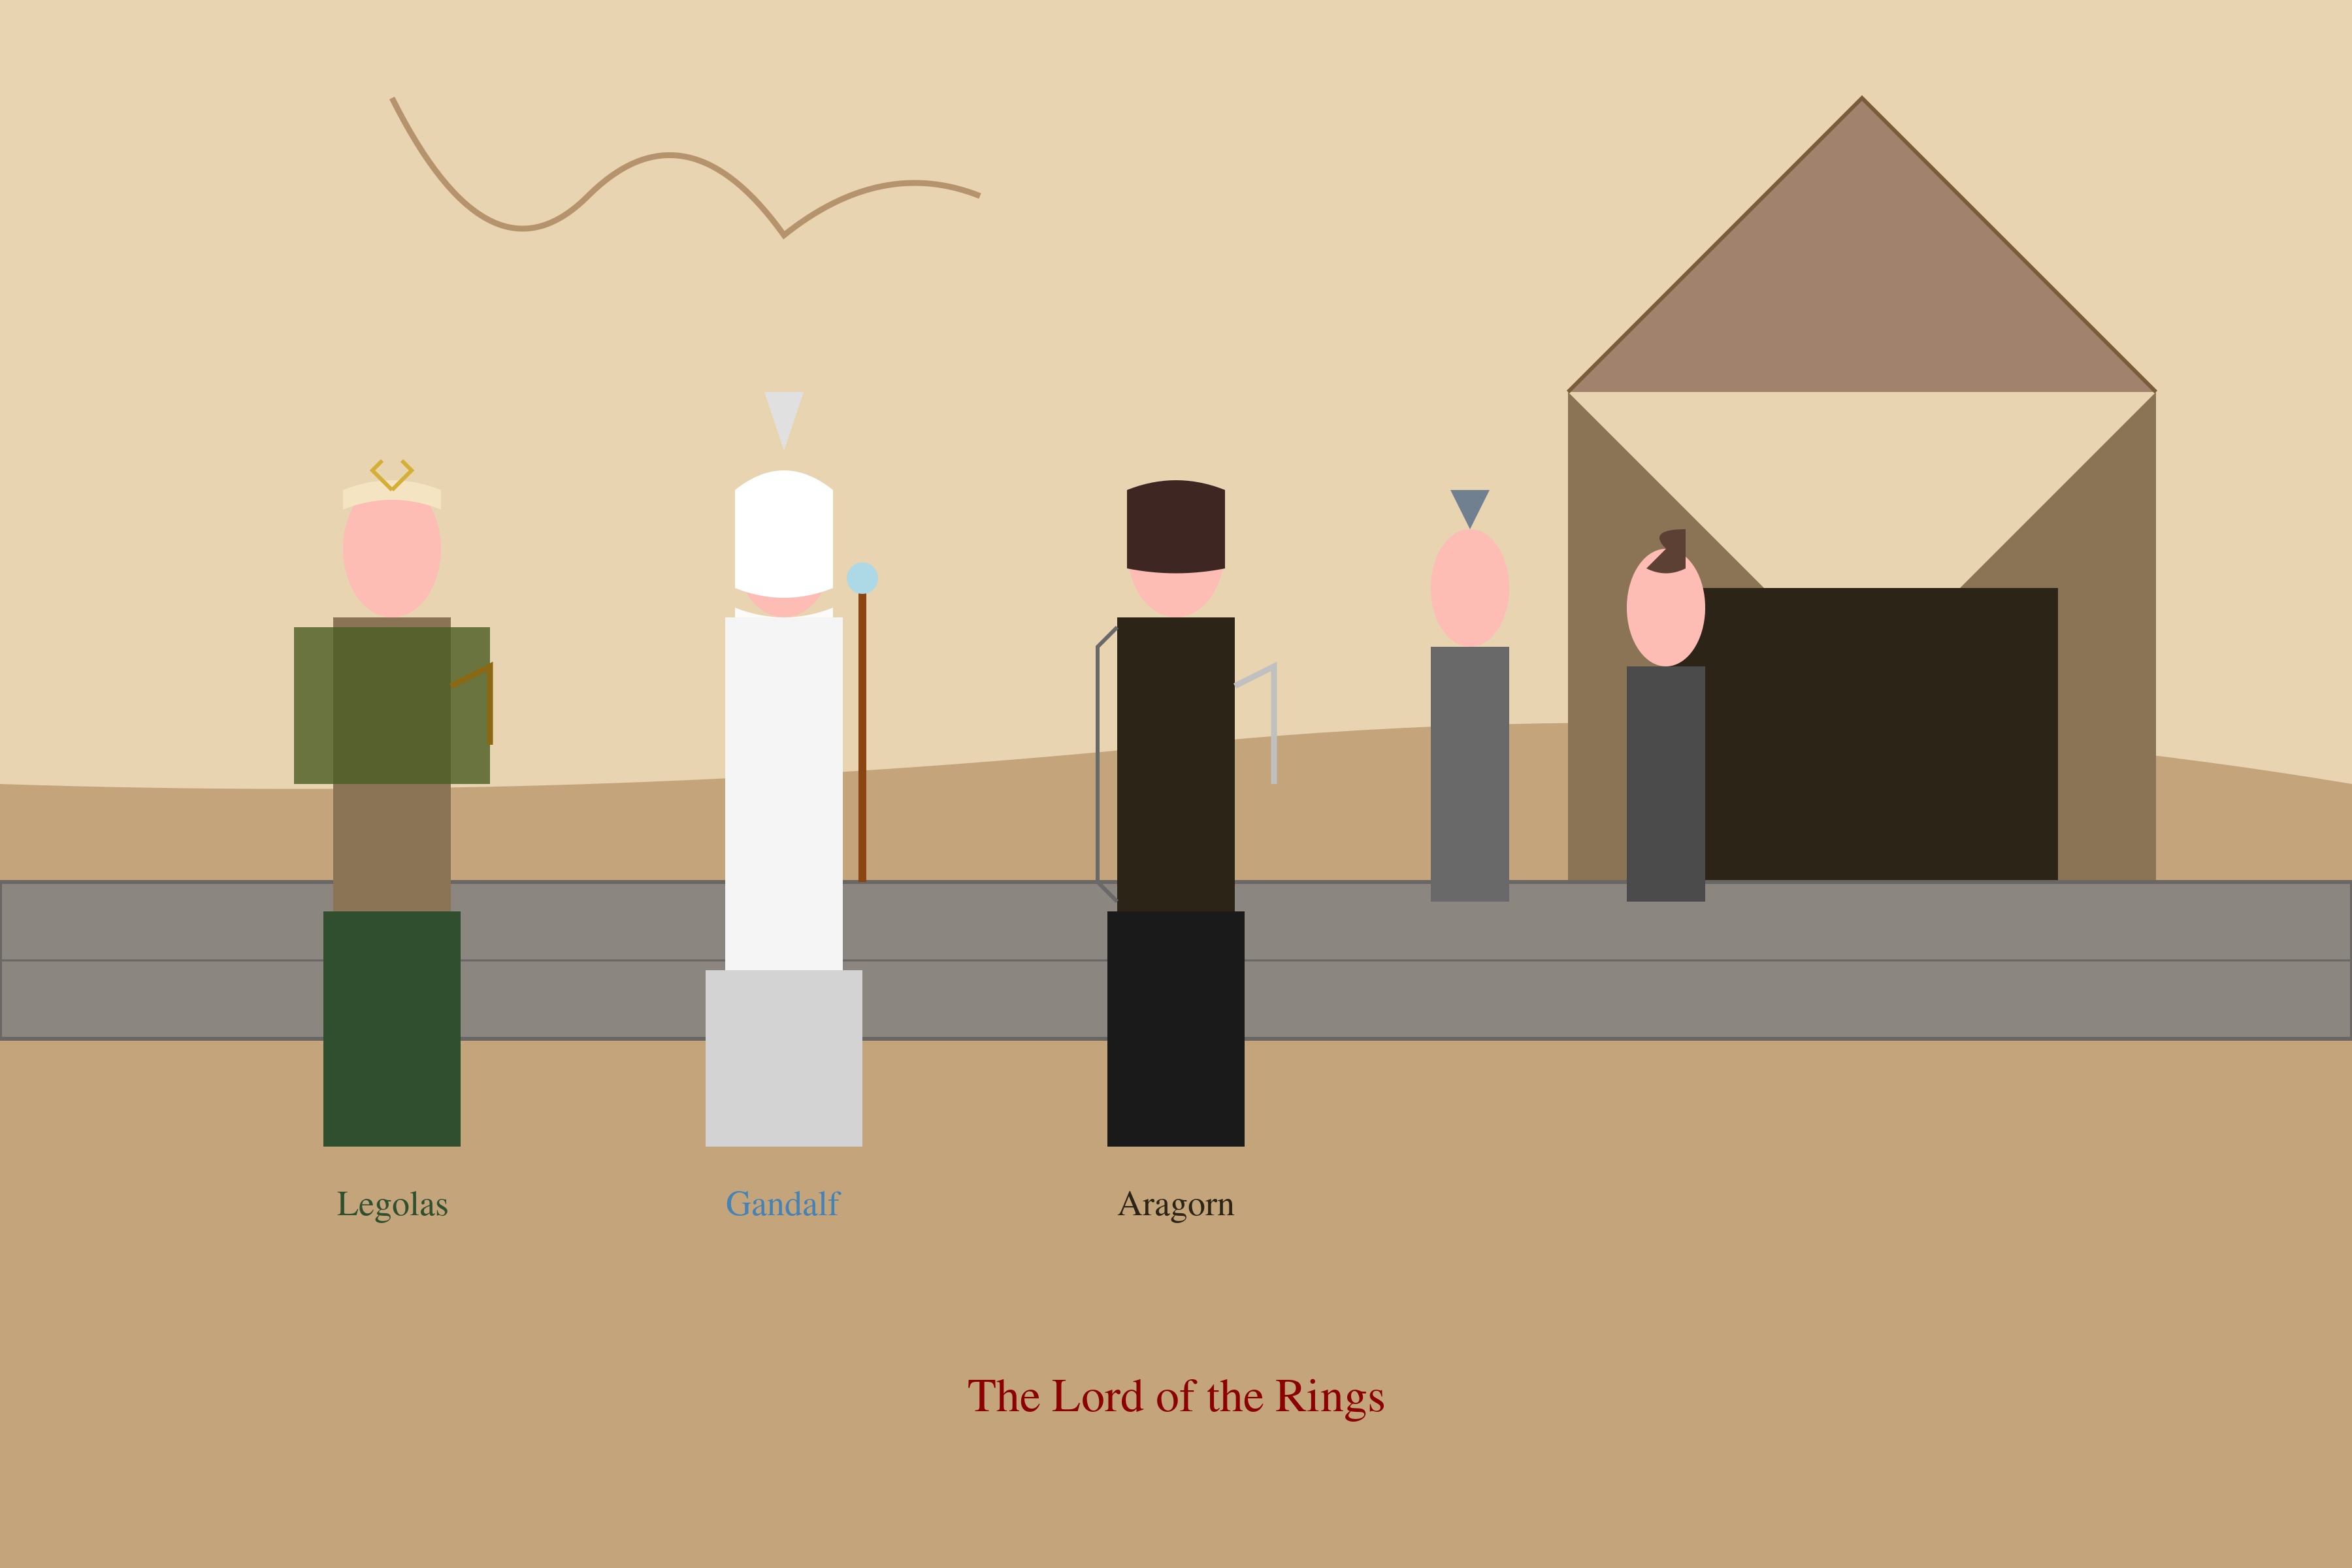 Legolas
Gandalf
Aragorn
The Lord of the Rings